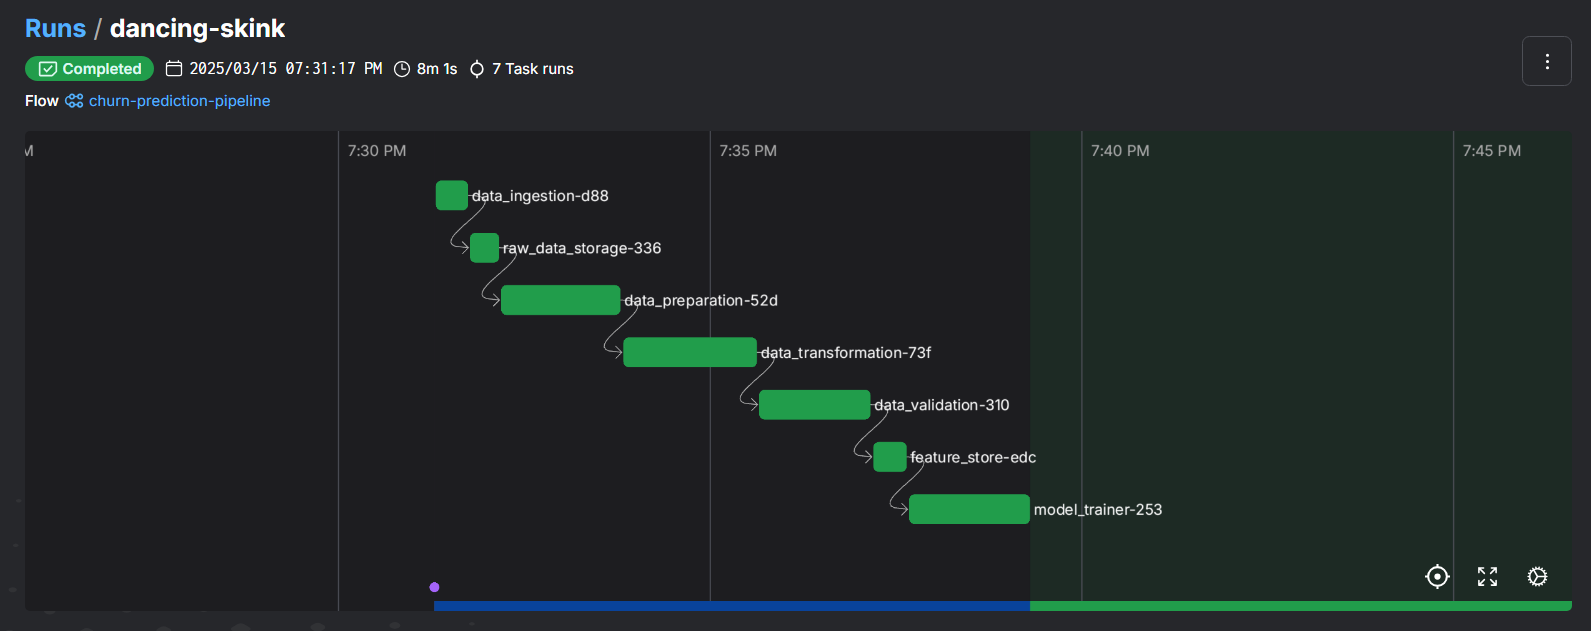 Runs / dancing-skink
Completed 2025/03/15 07:31:17 PM 8m 1s 7 Task runs
Flow churn-prediction-pipeline
M 7:30 PM 7:35 PM 7:40 PM 7:45 PM
data_ingestion-d88
raw_data_storage-336
data_preparation-52d
data_transformation-73f
data_validation-310
feature_store-edc
model_trainer-253